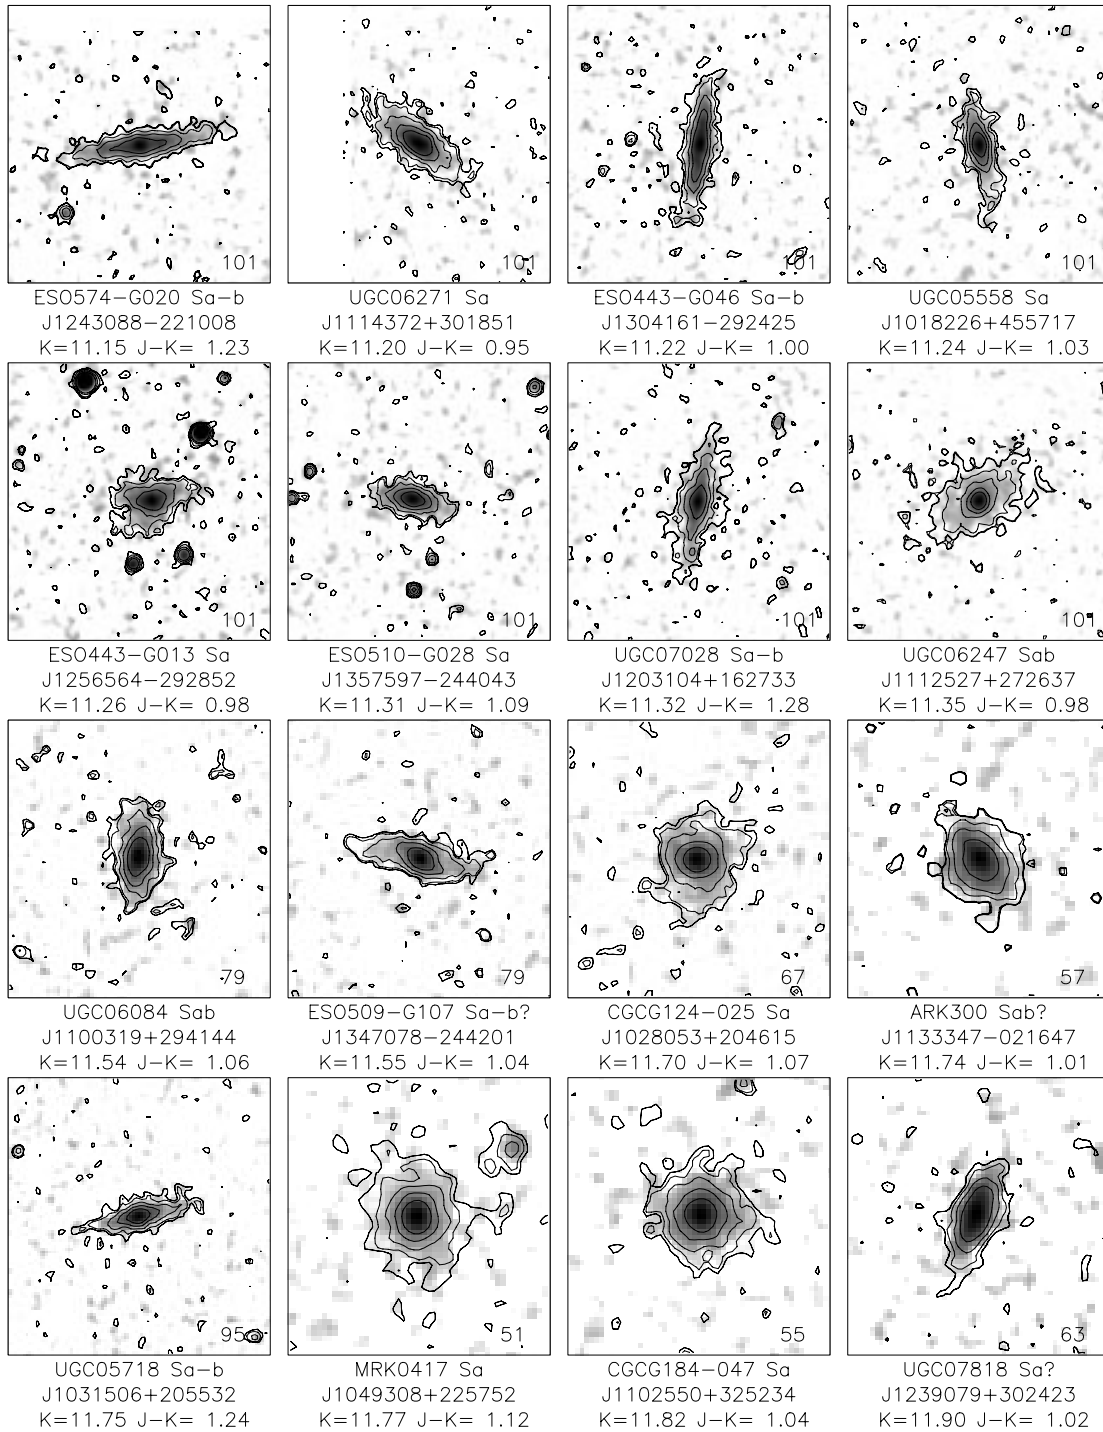 101 101 101 101
ESO574-G020 Sa-b UGC06271 Sa ESO443-G046 Sa-b UGC05558 Sa
J1243088-221008 J1114372+301851 J1304161-292425 J1018226+455717
K=11.15 J-K= 1.23 K=11.20 J-K= 0.95 K=11.22 J-K= 1.00 K=11.24 J-K= 1.03
101 101 101 101
ESO443-G013 Sa ESO510-G028 Sa UGC07028 Sa-b UGC06247 Sab
J1256564-292852 J1357597-244043 J1203104+162733 J1112527+272637
K=11.26 J-K= 0.98 K=11.31 J-K= 1.09 K=11.32 J-K= 1.28 K=11.35 J-K= 0.98
79 79 67 57
UGC06084 Sab ESO509-G107 Sa-b? CGCG124-025 Sa ARK300 Sab?
J1100319+294144 J1347078-244201 J1028053+204615 J1133347-021647
K=11.54 J-K= 1.06 K=11.55 J-K= 1.04 K=11.70 J-K= 1.07 K=11.74 J-K= 1.01
95 51 55 63
UGC05718 Sa-b MRK0417 Sa CGCG184-047 Sa UGC07818 Sa?
J1031506+205532 J1049308+225752 J1102550+325234 J1239079+302423
K=11.75 J-K= 1.24 K=11.77 J-K= 1.12 K=11.82 J-K= 1.04 K=11.90 J-K= 1.02